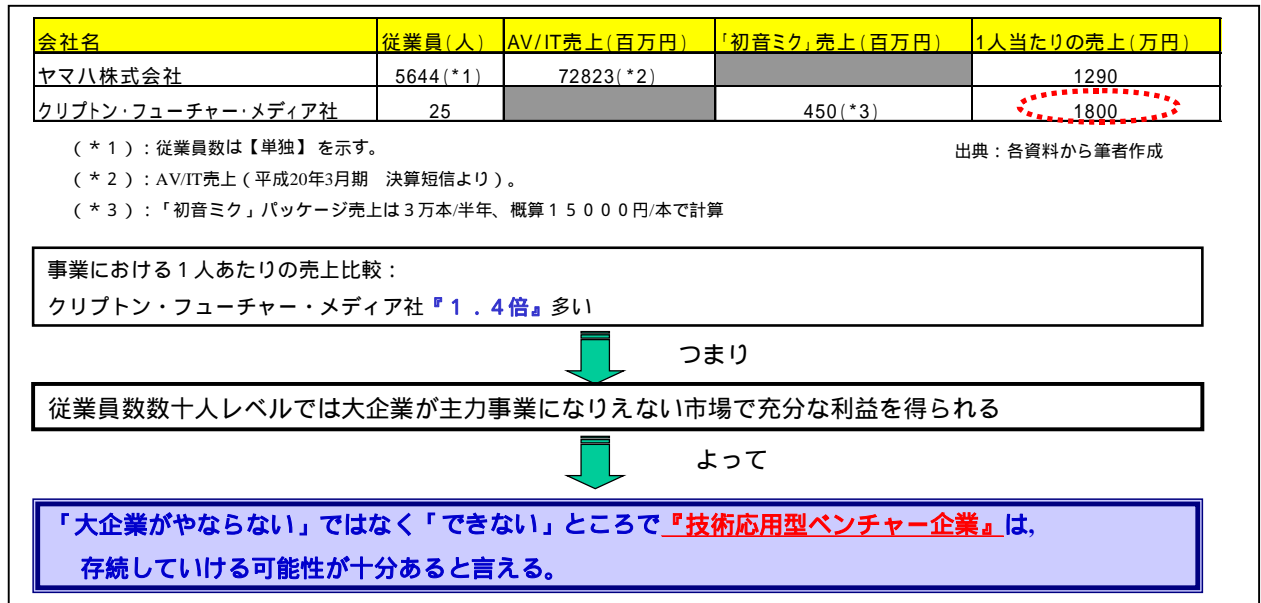 会社名 従業員(人) AV/IT売上(百万円) 「初音ミク」売上(百万円) 1人当たりの売上(万円)
ヤマハ株式会社 5644(*1) 72823(*2) 1290
クリプトン・フューチャー・メディア社 25 450(*3) 1800
(*1):従業員数は【単独】を示す。
出典:各資料から筆者作成
(*2):AV/IT売上(平成20年3月期 決算短信より)。
(*3):「初音ミク」パッケージ売上は3万本/半年、概算15000円/本で計算
事業における1人あたりの売上比較:
クリプトン・フューチャー・メディア社『1.4倍』多い
つまり
従業員数数十人レベルでは大企業が主力事業になりえない市場で充分な利益を得られる
よって
「大企業がやならない」ではなく「できない」ところで『技術応用型ベンチャー企業』は,
存続していける可能性が十分あると言える。